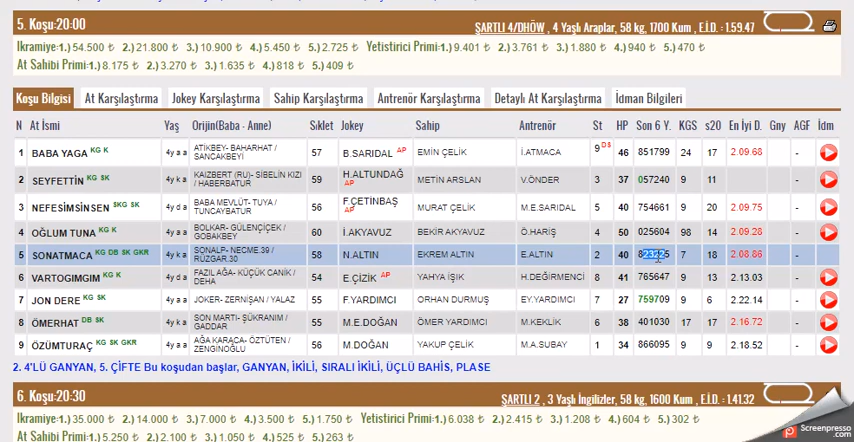 5. Koşu:20:00 ŞARTLI 4/DHÖW , 4 Yaşlı Araplar, 58 kg, 1700 Kum , E.İ.D. : 1.59.47
Ikramiye:1.) 54.500 ₺ 2.) 21.800 ₺ 3.) 10.900 ₺ 4.) 5.450 ₺ 5.) 2.725 ₺ Yetistirici Primi:1.) 9.401 ₺ 2.) 3.761 ₺ 3.) 1.880 ₺ 4.) 940 ₺ 5.) 470 ₺
At Sahibi Primi:1.) 8.175 ₺ 2.) 3.270 ₺ 3.) 1.635 ₺ 4.) 818 ₺ 5.) 409 ₺
Koşu Bilgisi At Karşılaştırma Jokey Karşılaştırma Sahip Karşılaştırma Antrenör Karşılaştırma Detaylı At Karşılaştırma İdman Bilgileri
N At İsmi Yaş Orijin(Baba - Anne) Sıklet Jokey Sahip Antrenör St HP Son 6 Y. KGS s20 En İyi D. Gny AGF İdm
1 BABA YAGA KG K 4y a a ATİKBEY- BAHARHAT / SANCAKBEYİ 57 B.SARIDAL AP EMİN ÇELİK İ.ATMACA 9 DS 46 851799 24 17 2.09.68 -
2 SEYFETTİN KG SK 4y k a KAIZBERT (RU)- SİBELİN KIZI / HABERBATUR 59 H.ALTUNDAĞ AP METİN ARSLAN V.ÖNDER 3 37 057240 9 11 -
3 NEFESİMSİNSEN SKG SK 4y d a BABA MEVLÜT- TUYA / TUNCAYBATUR 56 F.ÇETİNBAŞ AP MURAT ÇELİK M.E.SARIDAL 5 40 754661 9 20 2.09.75 -
4 OĞLUM TUNA KG K 4y a a BOLKAR- GÜLENÇİÇEK / GOBAKBEY 60 İ.AKYAVUZ BEKİR AKYAVUZ Ö.HARİŞ 4 50 025604 98 14 2.09.28 -
5 SONATMACA KG DB SK GKR 4y k a SONALP- NECME.39 / RÜZGAR.30 58 N.ALTIN EKREM ALTIN E.ALTIN 2 40 823225 7 18 2.08.86 -
6 VARTOGIMGIM KG K 4y d a FAZIL AĞA- KÜÇÜK CANİK / DEHA 54 E.ÇİZİK AP YAHYA IŞIK H.DEĞİRMENCİ 8 41 765647 9 13 2.13.03 -
7 JON DERE KG SK 4y a a JOKER- ZERNİŞAN / YALAZ 55 F.YARDIMCI ORHAN DURMUŞ EY.YARDIMCI 7 27 759709 9 6 2.22.14 -
8 ÖMERHAT DB SK 4y k a SON MARTI- ŞÜKRANIM / GADDAR 55 M.E.DOĞAN ÖMER YARDIMCI M.KEKLİK 6 38 401030 17 17 2.16.72 -
9 ÖZÜMTURAÇ KG SK GKR 4y a a AĞA KARACA- ÖZTÜTEN / ZENGİNOĞLU 56 M.DOĞAN YAKUP ÇELİK M.A.SUBAY 1 34 866095 9 9 2.18.52 -
2. 4'LÜ GANYAN, 5. ÇİFTE Bu koşudan başlar, GANYAN, İKİLİ, SIRALI İKİLİ, ÜÇLÜ BAHİS, PLASE
6. Koşu:20:30 ŞARTLI 2 , 3 Yaşlı İngilizler, 58 kg, 1600 Kum , E.İ.D. : 1.41.32
Ikramiye:1.) 35.000 ₺ 2.) 14.000 ₺ 3.) 7.000 ₺ 4.) 3.500 ₺ 5.) 1.750 ₺ Yetistirici Primi:1.) 6.038 ₺ 2.) 2.415 ₺ 3.) 1.208 ₺ 4.) 604 ₺ 5.) 302 ₺
At Sahibi Primi:1.) 5.250 ₺ 2.) 2.100 ₺ 3.) 1.050 ₺ 4.) 525 ₺ 5.) 263 ₺
Screenpresso
.com